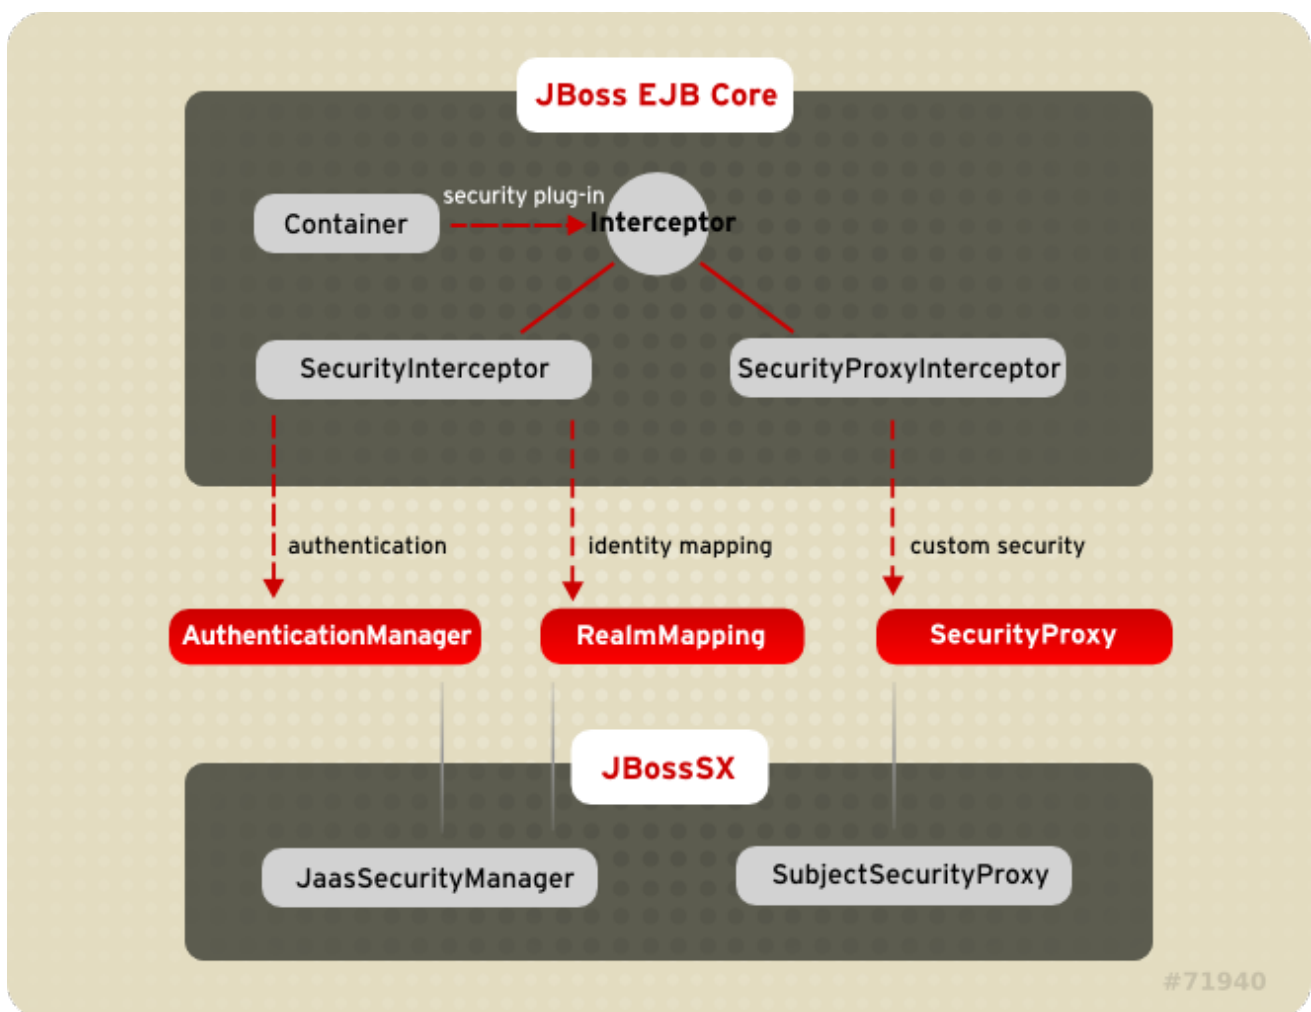 JBoss EJB Core
security plug-in
Container
Interceptor
SecurityInterceptor
SecurityProxyInterceptor
authentication
identity mapping
custom security
AuthenticationManager
RealmMapping
SecurityProxy
JBossSX
JaasSecurityManager
SubjectSecurityProxy
#71940